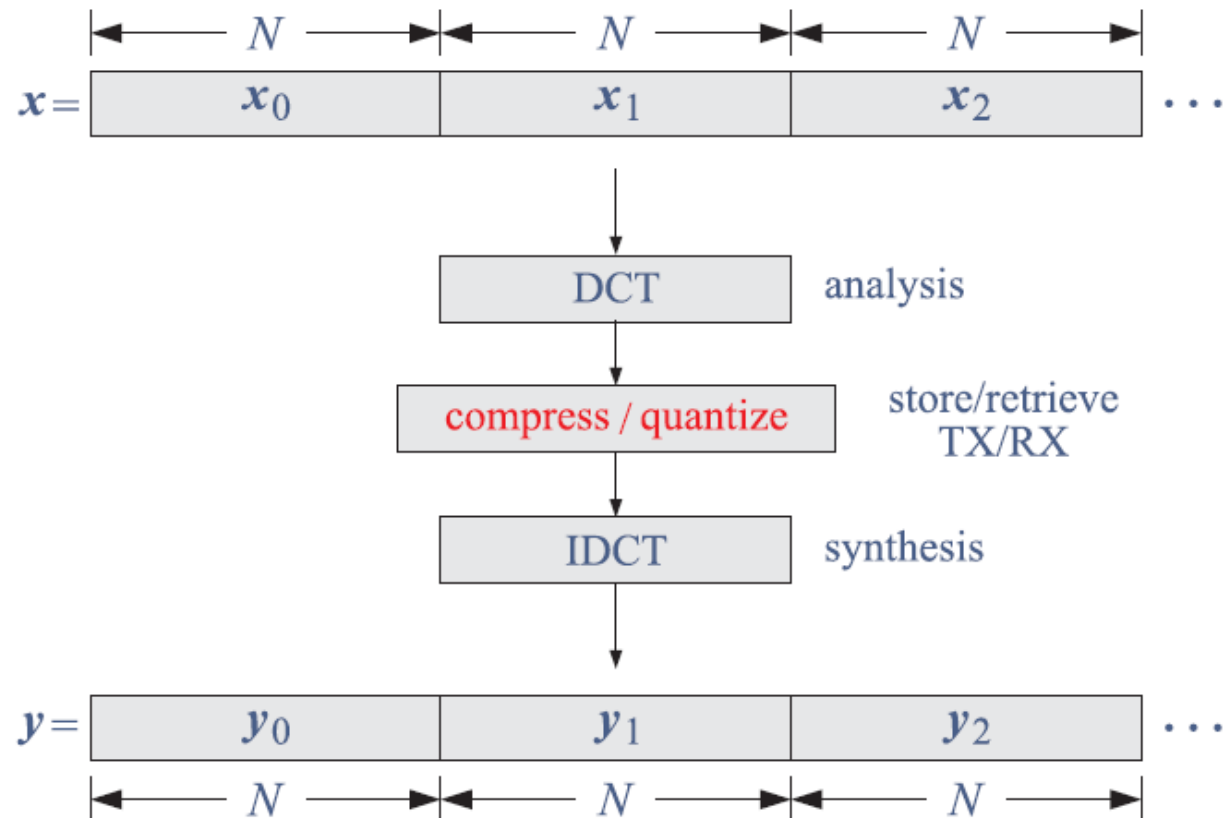 N N N
x = x₀ x₁ x₂ ...
DCT analysis
compress / quantize store/retrieve
TX/RX
IDCT synthesis
y = y₀ y₁ y₂ ...
N N N